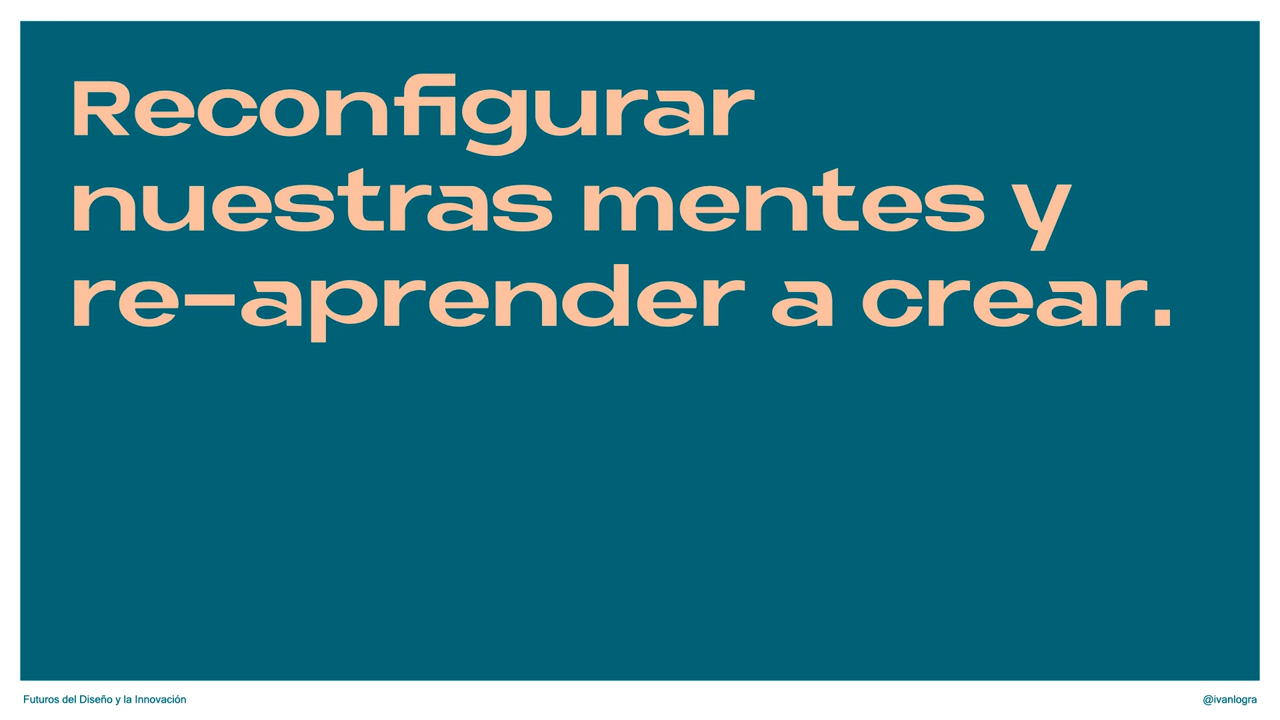 Reconfigurar
nuestras mentes y
re-aprender a crear.
Futuros del Diseño y la Innovación
@ivanlogra